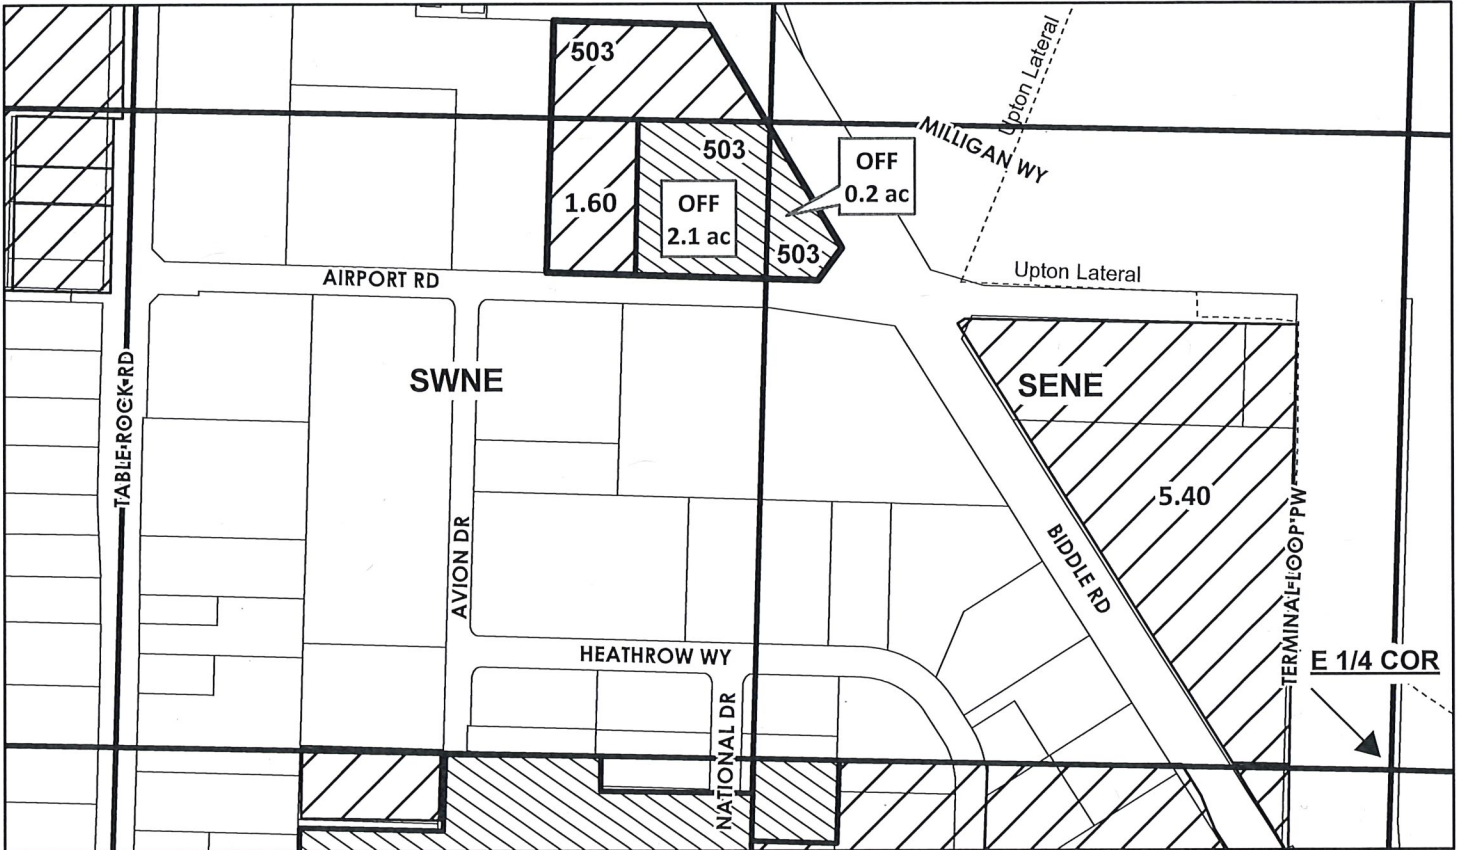 503
Upton Lateral
MILLIGAN WY
503
OFF
0.2 ac
1.60
OFF
2.1 ac
503
AIRPORT RD
Upton Lateral
TABLE ROCK RD
SWNE
SENE
5.40
AVION DR
BIDDLE RD
TERMINAL LOOP PW
HEATHROW WY
E 1/4 COR
NATIONAL DR